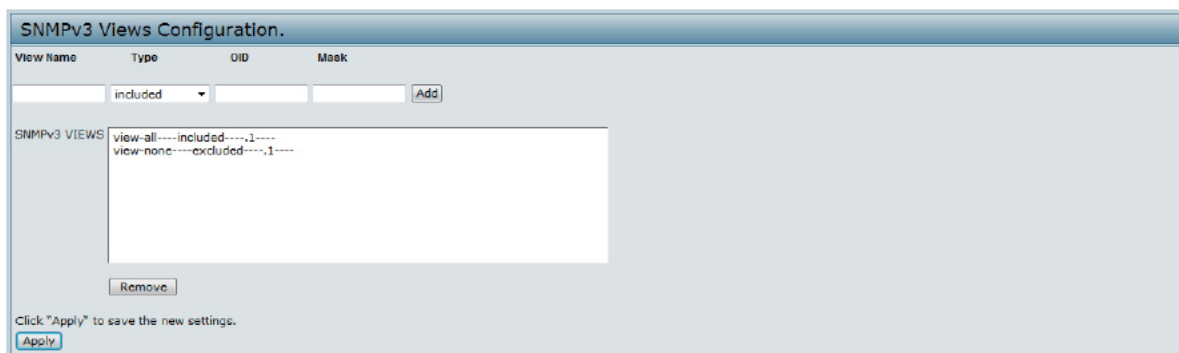 SNMPv3 Views Configuration.
View Name Type OID Mask
included Add
SNMPv3 VIEWS
view-all----included----.1----
view-none----excluded----.1----
Remove
Click "Apply" to save the new settings.
Apply